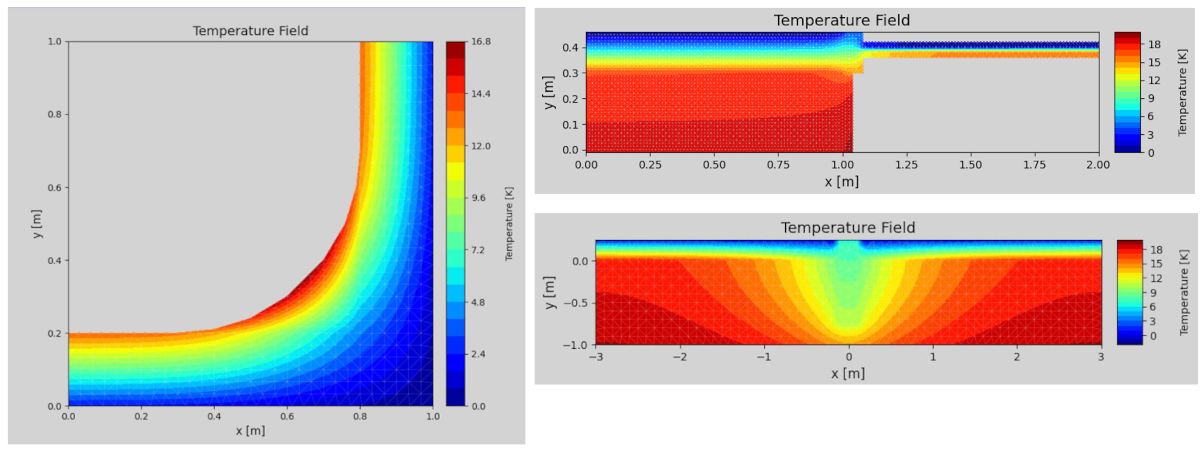 Temperature Field
1.0
0.8
0.6
0.4
0.2
0.0
y [m]
0.0 0.2 0.4 0.6 0.8 1.0
x [m]
16.8
14.4
12.0
9.6
7.2
4.8
2.4
0.0
Temperature [K]
Temperature Field
0.4
0.3
0.2
0.1
0.0
y [m]
0.00 0.25 0.50 0.75 1.00 1.25 1.50 1.75 2.00
x [m]
18
15
12
9
6
3
0
Temperature [K]
Temperature Field
0.0
−0.5
−1.0
y [m]
−3 −2 −1 0 1 2 3
x [m]
18
15
12
9
6
3
0
Temperature [K]